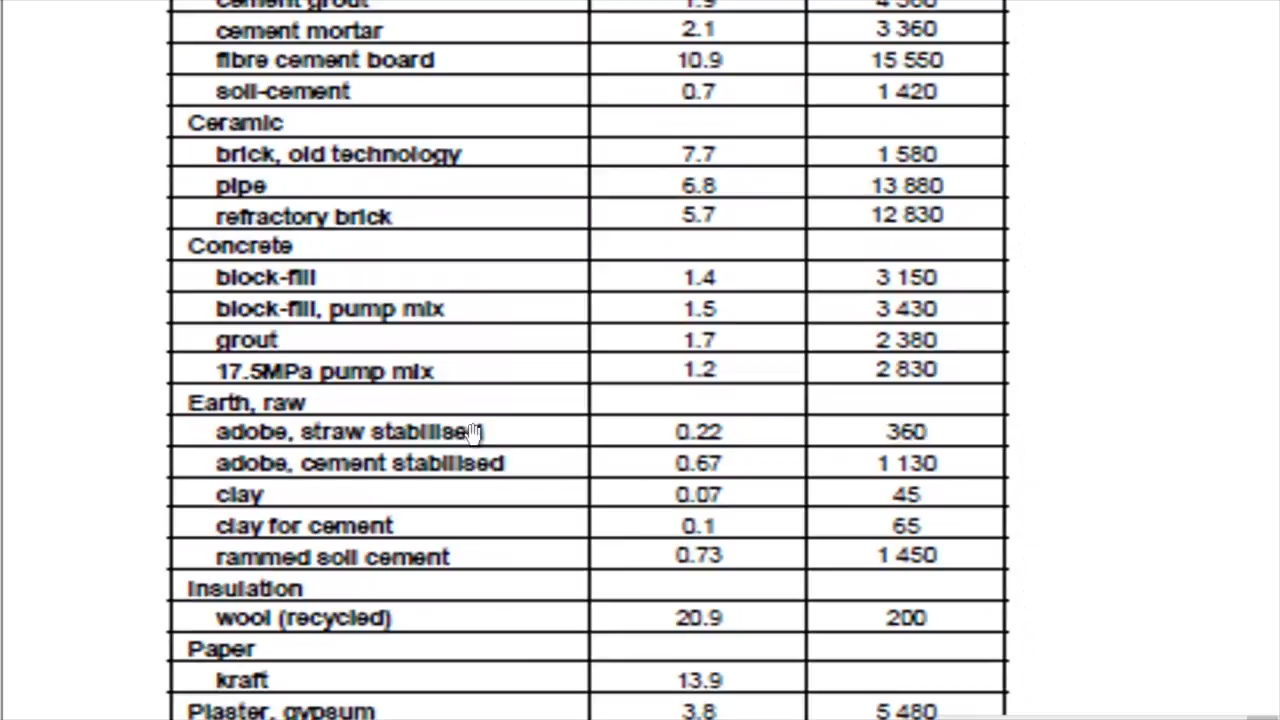 cement grout 1.9 4 560
cement mortar 2.1 3 360
fibre cement board 10.9 15 550
soil-cement 0.7 1 420
Ceramic
brick, old technology 7.7 1 580
pipe 6.8 13 880
refractory brick 5.7 12 830
Concrete
block-fill 1.4 3 150
block-fill, pump mix 1.5 3 430
grout 1.7 2 380
17.5MPa pump mix 1.2 2 830
Earth, raw
adobe, straw stabilised 0.22 360
adobe, cement stabilised 0.67 1 130
clay 0.07 45
clay for cement 0.1 65
rammed soil cement 0.73 1 450
Insulation
wool (recycled) 20.9 200
Paper
kraft 13.9
Plaster, gypsum 3.8 5 480